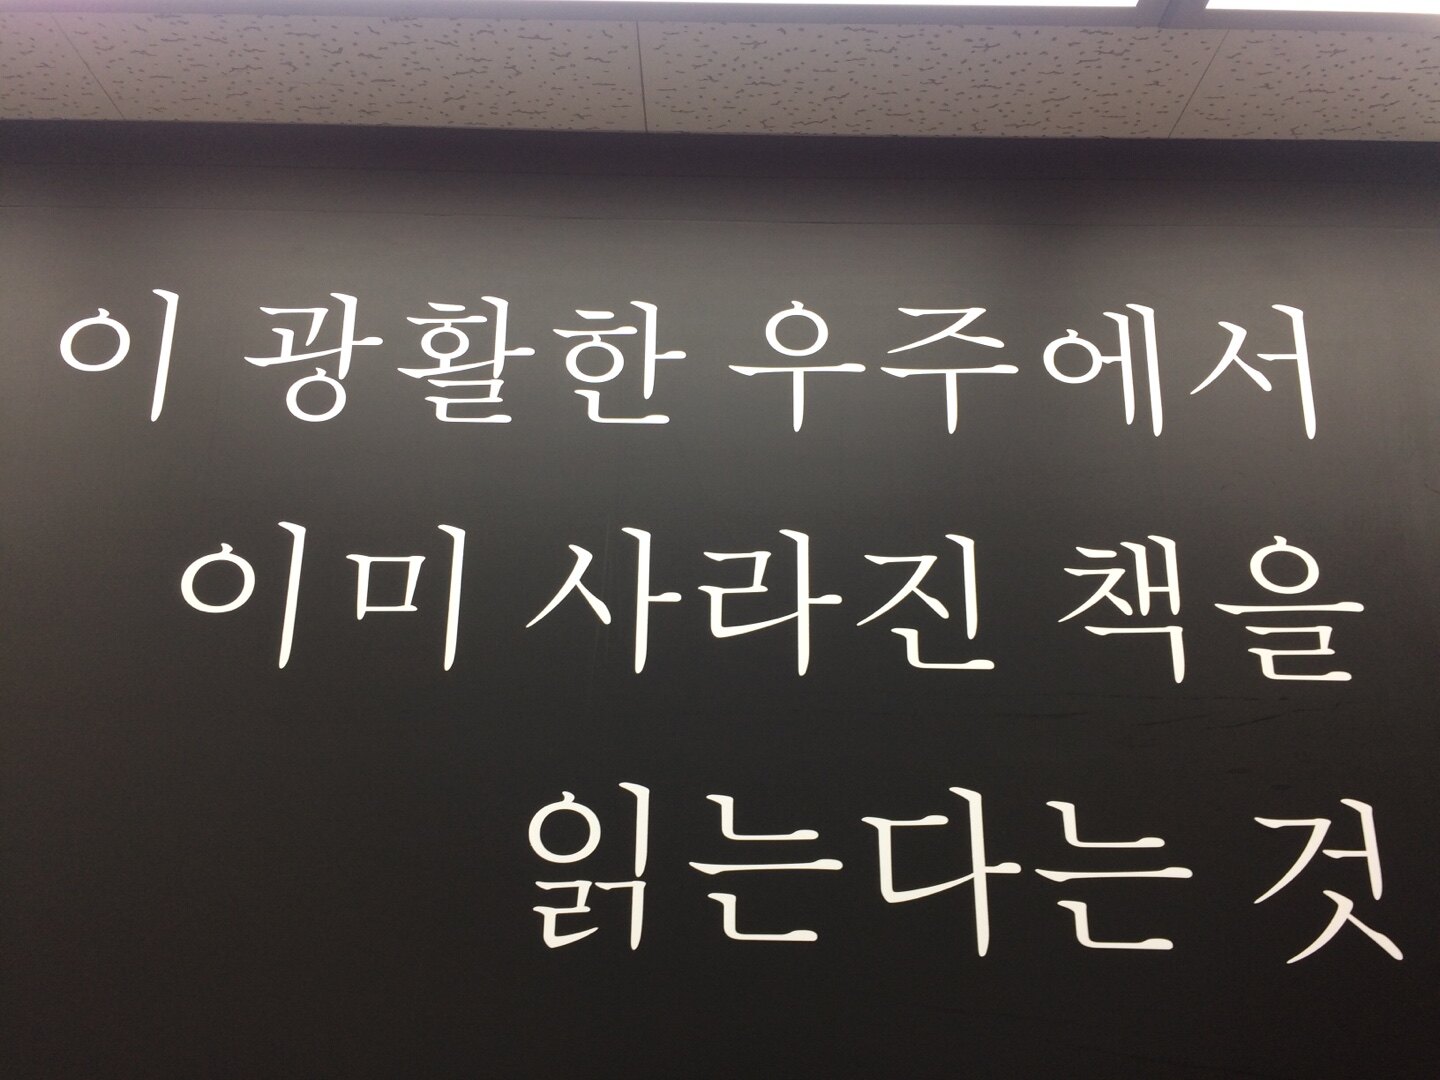 이 광활한 우주에서
이미 사라진 책을
읽는다는 것